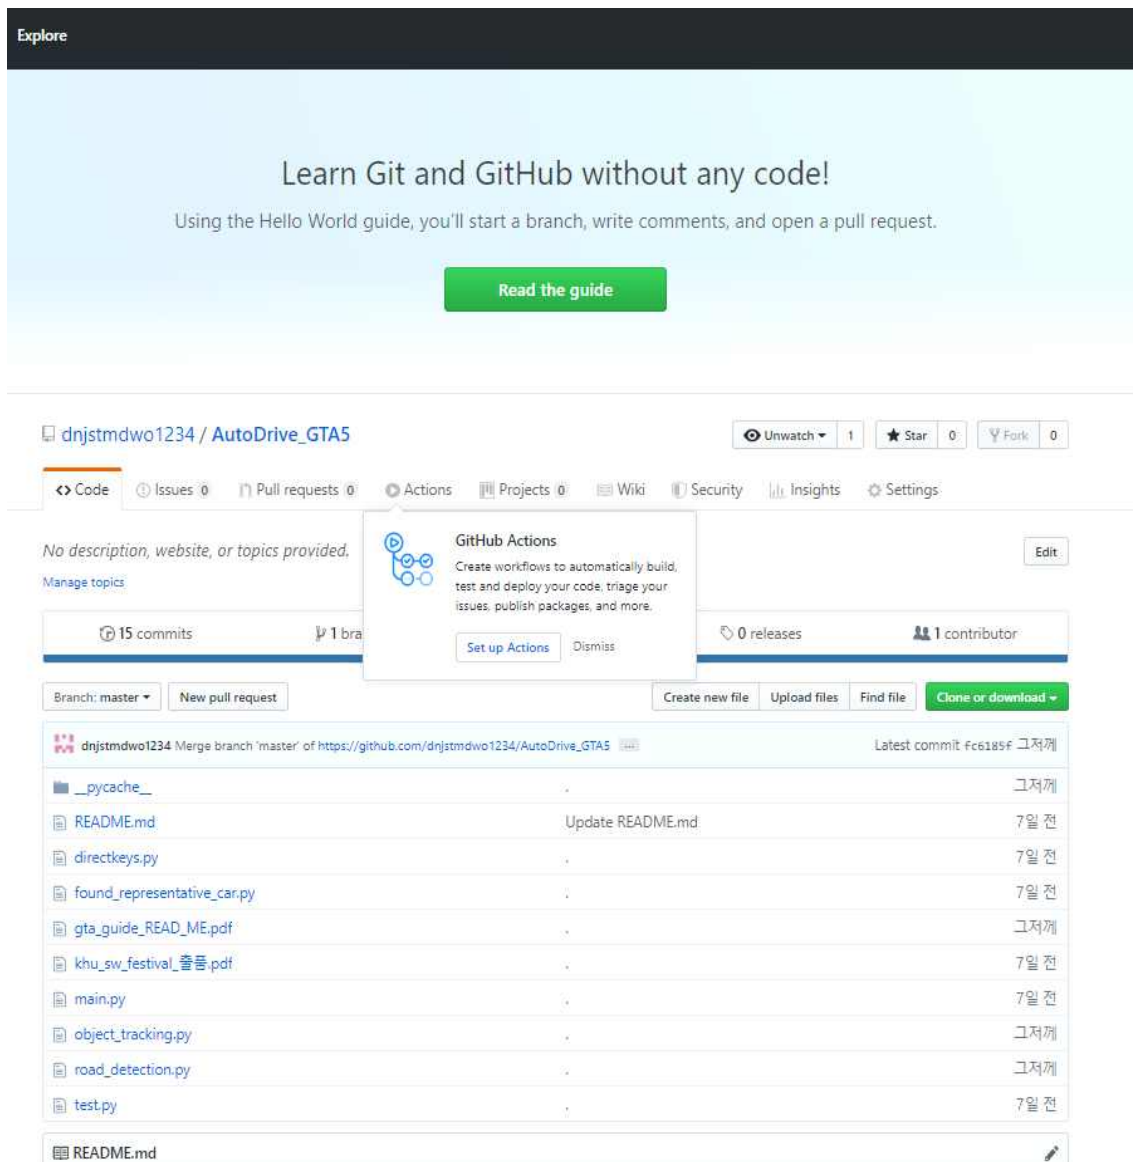 Explore
Learn Git and GitHub without any code!
Using the Hello World guide, you'll start a branch, write comments, and open a pull request.
Read the guide
dnjstmdwo1234 / AutoDrive_GTA5
Unwatch 1 Star 0 Fork 0
Code Issues 0 Pull requests 0 Actions Projects 0 Wiki Security Insights Settings
No description, website, or topics provided.
Edit
Manage topics
GitHub Actions
Create workflows to automatically build,
test and deploy your code, triage your
issues, publish packages, and more.
Set up Actions Dismiss
15 commits 1 bra 0 releases 1 contributor
Branch: master New pull request Create new file Upload files Find file Clone or download
dnjstmdwo1234 Merge branch 'master' of https://github.com/dnjstmdwo1234/AutoDrive_GTA5 ... Latest commit fc6185f 그저께
__pycache__ . 그저께
README.md Update README.md 7일 전
directkeys.py . 7일 전
found_representative_car.py . 7일 전
gta_guide_READ_ME.pdf . 그저께
khu_sw_festival_출품.pdf . 7일 전
main.py . 7일 전
object_tracking.py . 그저께
road_detection.py . 그저께
test.py . 7일 전
README.md